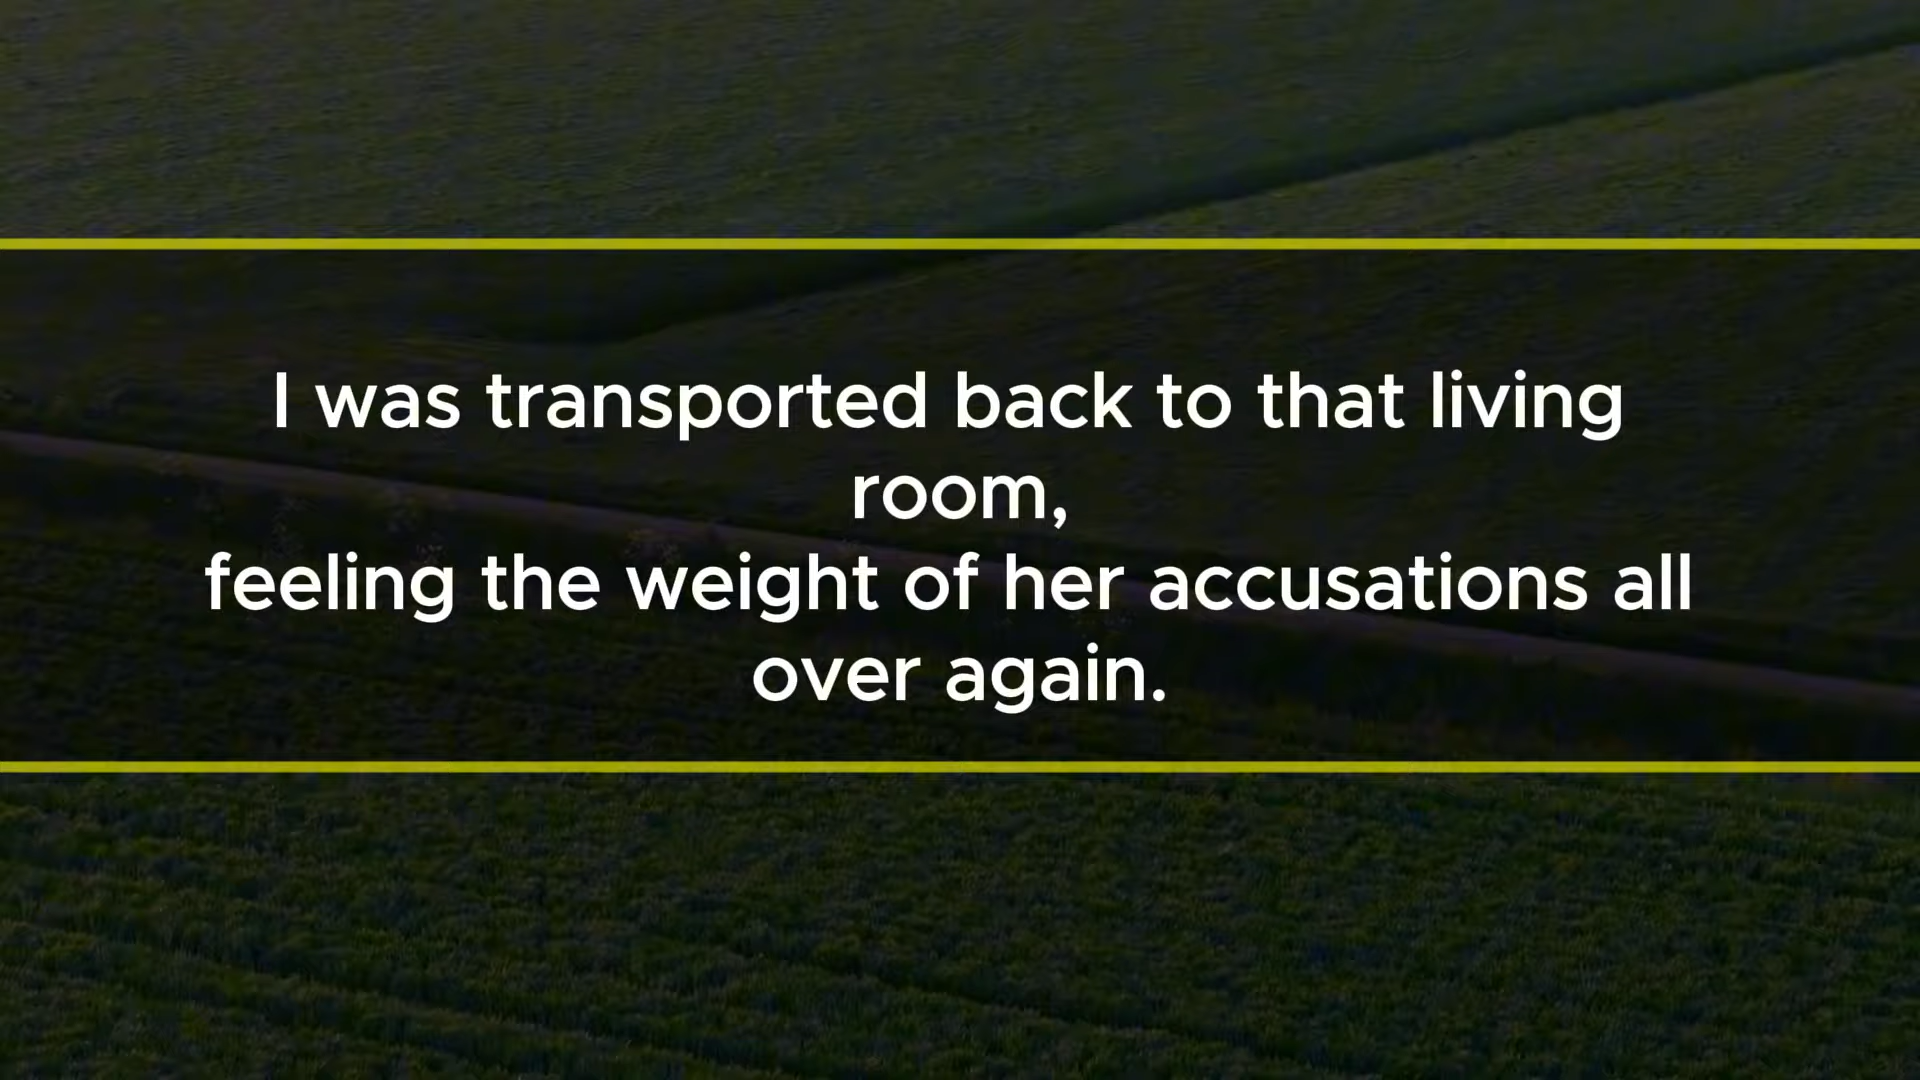 I was transported back to that living
room,
feeling the weight of her accusations all
over again.